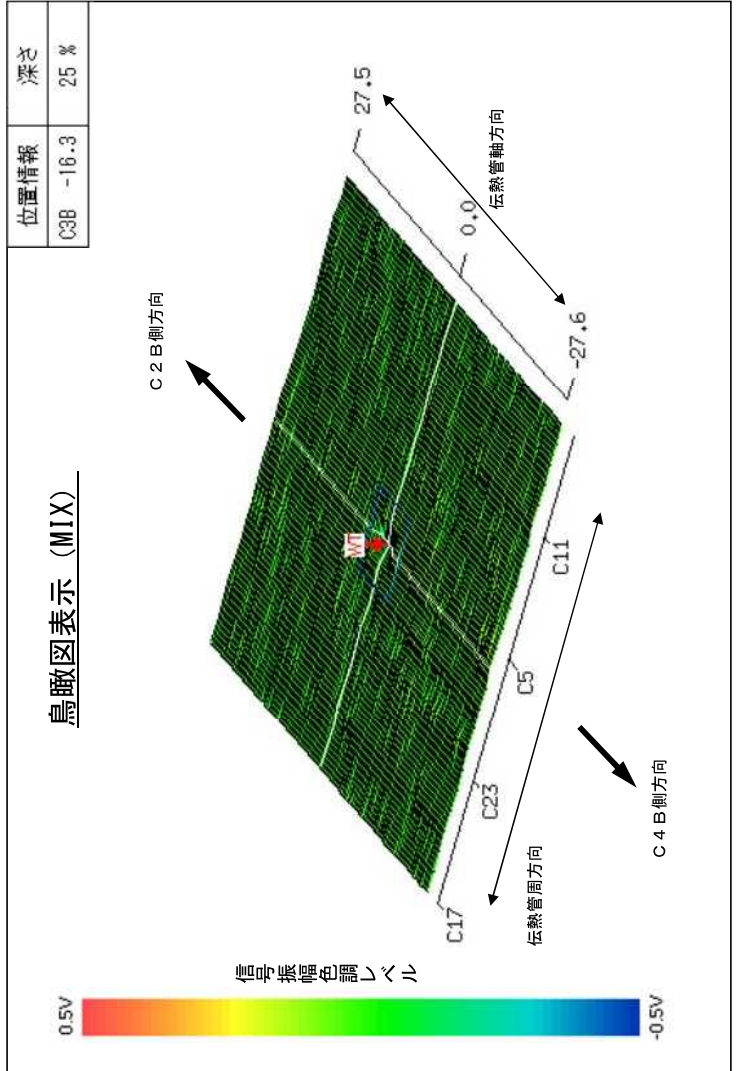 鳥瞰図表示 (MIX)
位置情報 深さ
C3B -16.3 25 %
C2B側方向
WT
27.5
0.0
-27.6
伝熱管軸方向
C17
C23
C5
C11
伝熱管周方向
C4B側方向
信号振幅色調レベル
0.5V
-0.5V